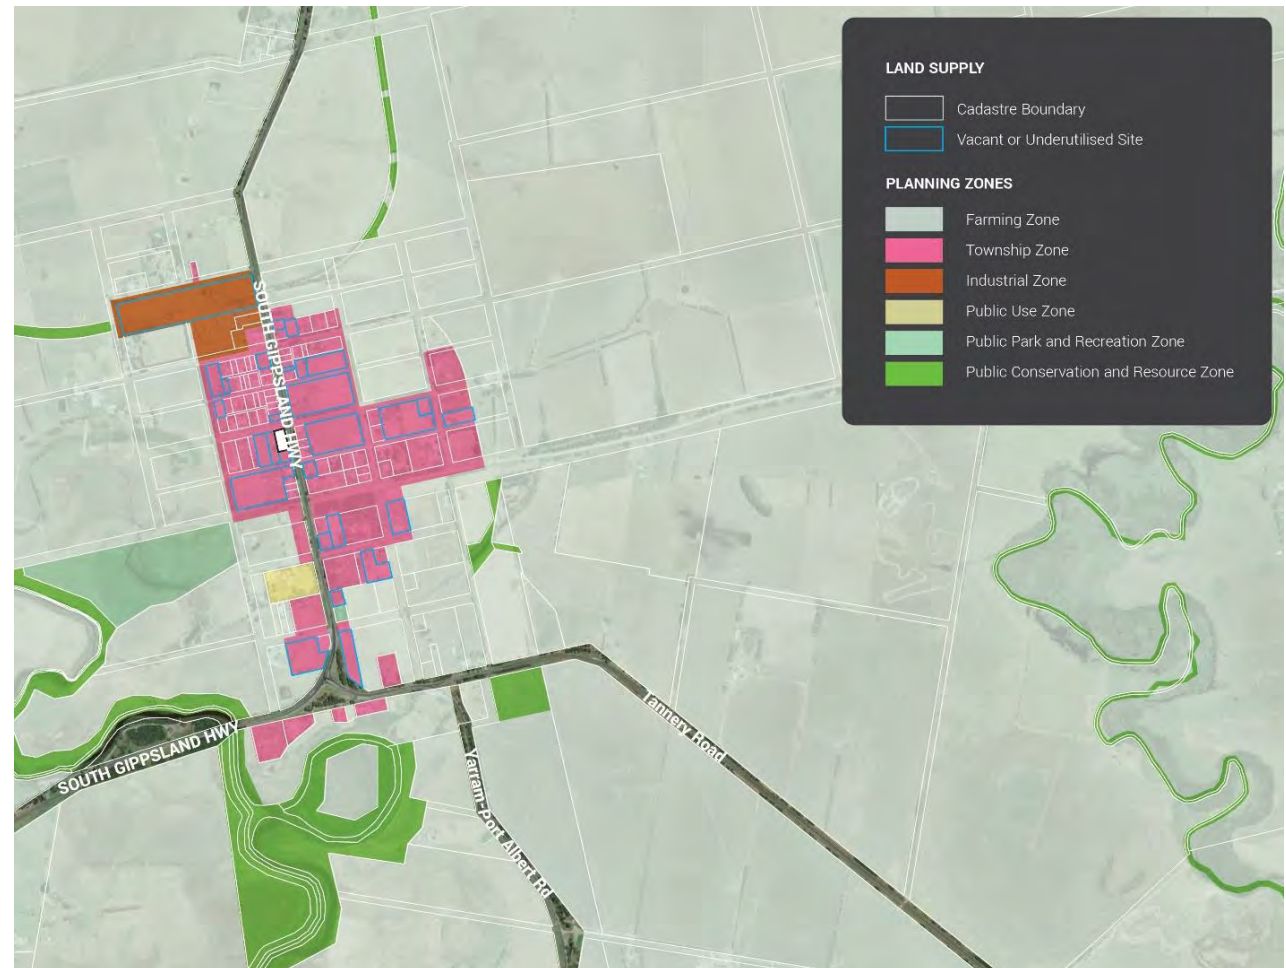 LAND SUPPLY
Cadastre Boundary
Vacant or Underutilised Site
PLANNING ZONES
Farming Zone
Township Zone
Industrial Zone
Public Use Zone
Public Park and Recreation Zone
Public Conservation and Resource Zone
SOUTH GIPPSLAND HWY
SOUTH GIPPSLAND HWY
Tannery Road
Yarram-Port Albert Rd